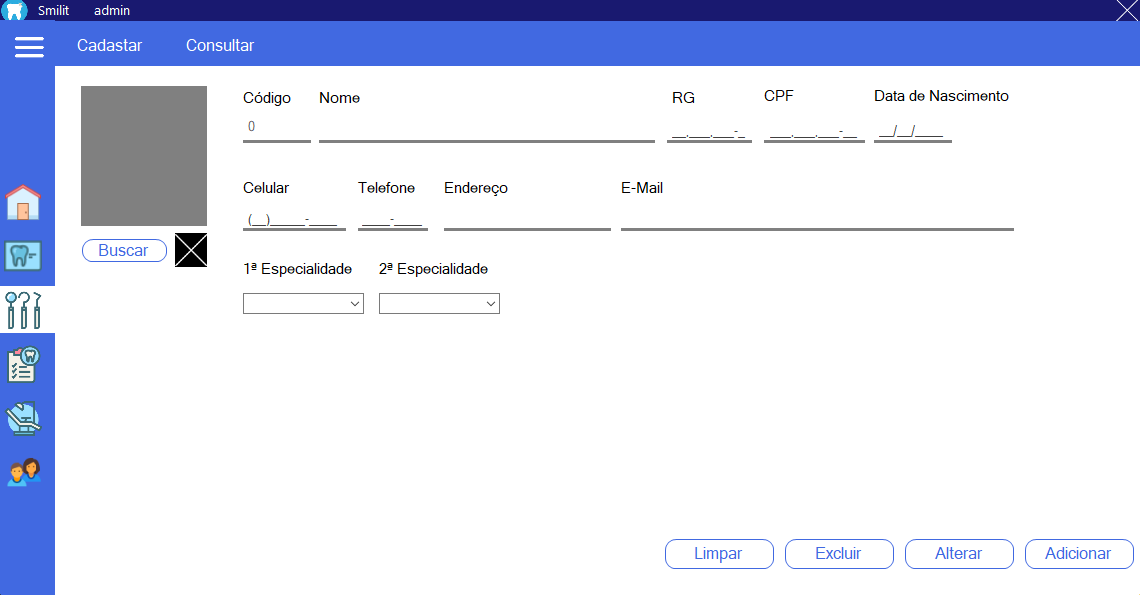 Smilit admin
Cadastar Consultar
Código Nome RG CPF Data de Nascimento
0 __.___.___-_ ___.___.___-__ __/__/____
Celular Telefone Endereço E-Mail
(__)_____-____ ____-____
Buscar
1ª Especialidade 2ª Especialidade
Limpar Excluir Alterar Adicionar